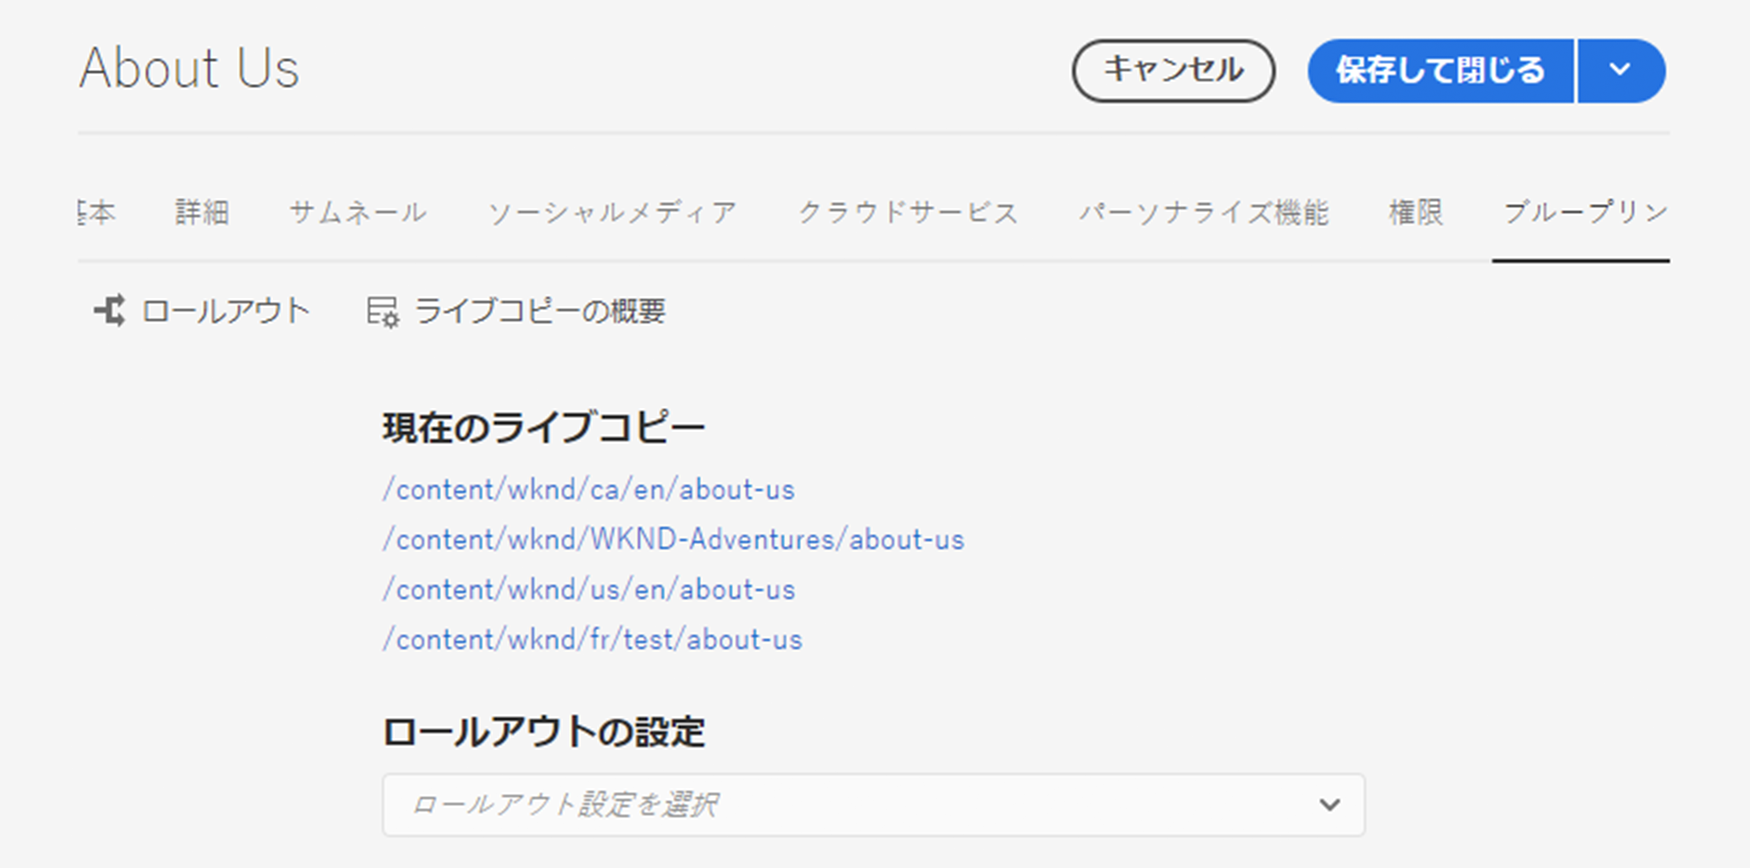 About Us
キャンセル
保存して閉じる
基本 詳細 サムネール ソーシャルメディア クラウドサービス パーソナライズ機能 権限 ブループリン
ロールアウト ライブコピーの概要
現在のライブコピー
/content/wknd/ca/en/about-us
/content/wknd/WKND-Adventures/about-us
/content/wknd/us/en/about-us
/content/wknd/fr/test/about-us
ロールアウトの設定
ロールアウト設定を選択